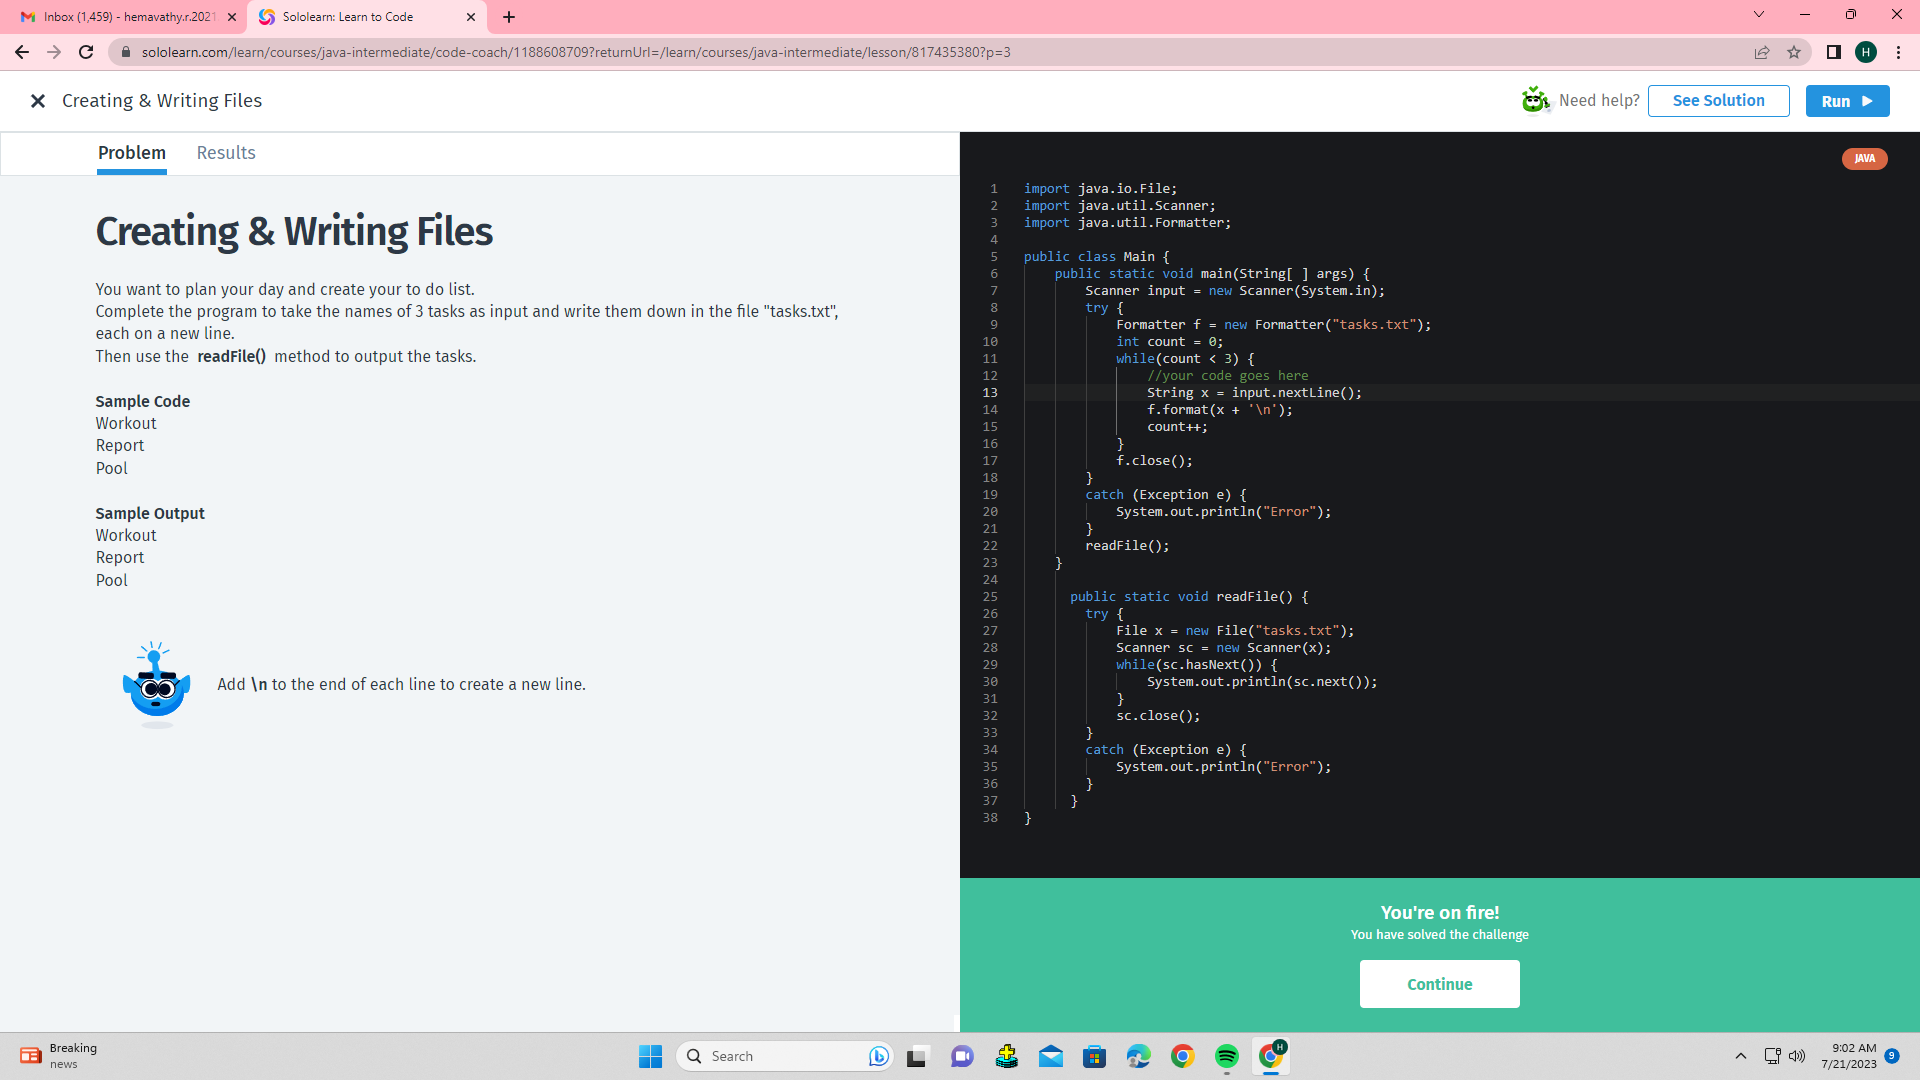 Inbox (1,459) - hemavathy.r.2021
Sololearn: Learn to Code
sololearn.com/learn/courses/java-intermediate/code-coach/1188608709?returnUrl=/learn/courses/java-intermediate/lesson/817435380?p=3
H
Creating & Writing Files
Need help?
See Solution
Run
Problem
Results
Creating & Writing Files
You want to plan your day and create your to do list.
Complete the program to take the names of 3 tasks as input and write them down in the file "tasks.txt",
each on a new line.
Then use the readFile() method to output the tasks.
Sample Code
Workout
Report
Pool
Sample Output
Workout
Report
Pool
Add \n to the end of each line to create a new line.
JAVA
1 import java.io.File;
2 import java.util.Scanner;
3 import java.util.Formatter;
4
5 public class Main {
6 public static void main(String[ ] args) {
7 Scanner input = new Scanner(System.in);
8 try {
9 Formatter f = new Formatter("tasks.txt");
10 int count = 0;
11 while(count < 3) {
12 //your code goes here
13 String x = input.nextLine();
14 f.format(x + '\n');
15 count++;
16 }
17 f.close();
18 }
19 catch (Exception e) {
20 System.out.println("Error");
21 }
22 readFile();
23 }
24
25 public static void readFile() {
26 try {
27 File x = new File("tasks.txt");
28 Scanner sc = new Scanner(x);
29 while(sc.hasNext()) {
30 System.out.println(sc.next());
31 }
32 sc.close();
33 }
34 catch (Exception e) {
35 System.out.println("Error");
36 }
37 }
38 }
You're on fire!
You have solved the challenge
Continue
Breaking
news
Search
H
9:02 AM
7/21/2023
9